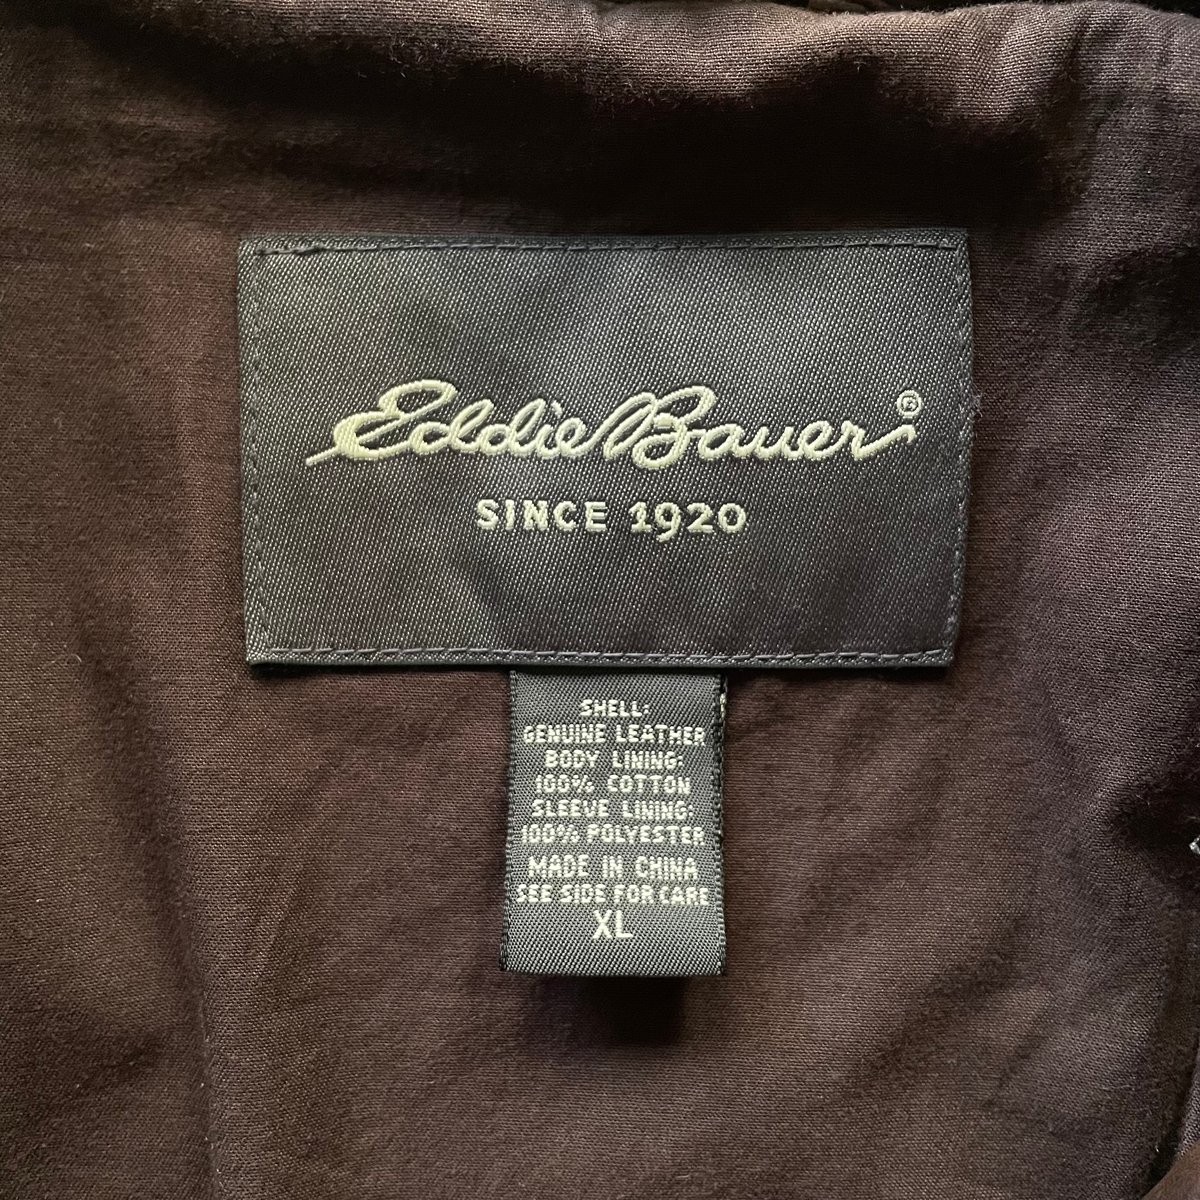 Eddie Bauer®
SINCE 1920
SHELL:
GENUINE LEATHER
BODY LINING:
100% COTTON
SLEEVE LINING:
100% POLYESTER
MADE IN CHINA
SEE SIDE FOR CARE
XL